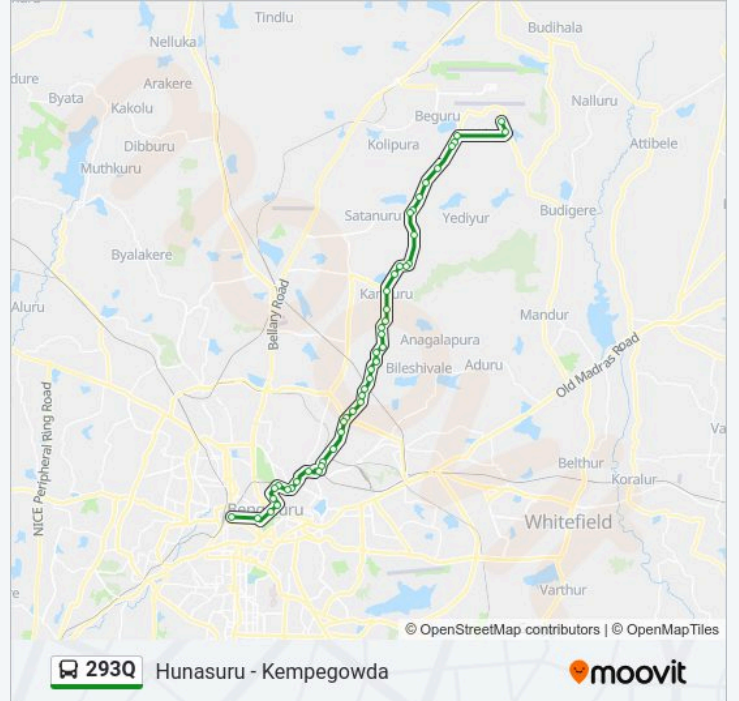 Tindlu
Budihala
Nelluka
dure
Arakere
Byata
Kakolu
Nalluru
Beguru
Dibburu
Kolipura
Attibele
Muthkuru
Satanuru
Yediyur
Budigere
Byalakere
Kannuru
Aluru
Bellary Road
Mandur
Anagalapura
Bileshivale
Aduru
Old Madras Road
NICE Peripheral Ring Road
Va
Belthur
Koralur
Bengaluru
Whitefield
Varthur
© OpenStreetMap contributors | © OpenMapTiles
293Q Hunasuru - Kempegowda
moovit